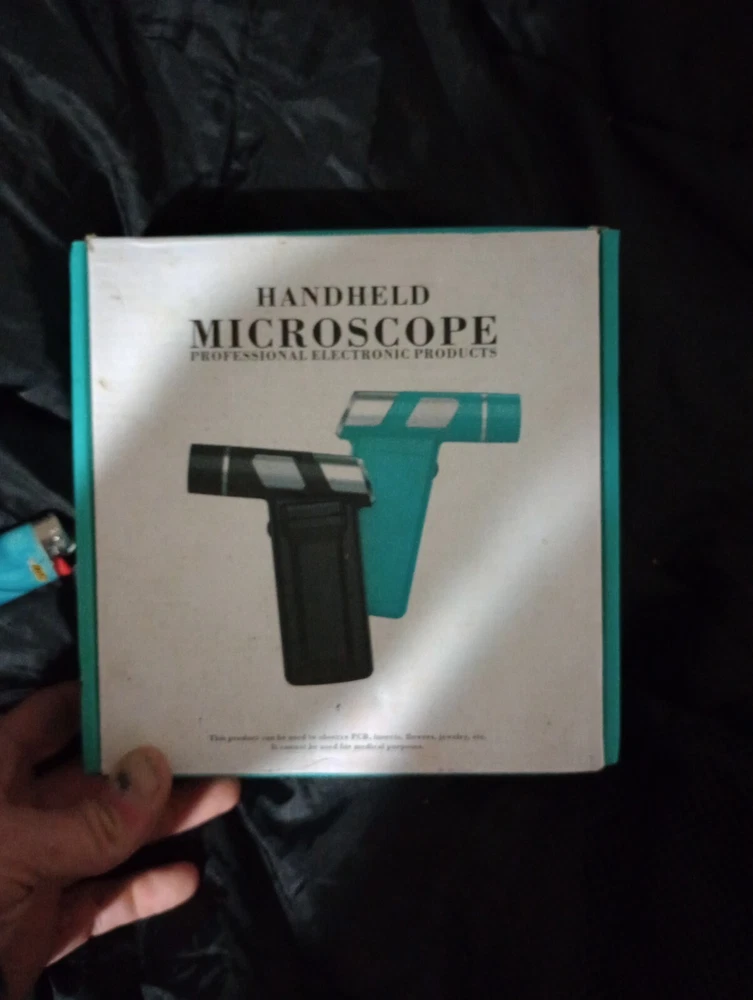 HANDHELD
MICROSCOPE
PROFESSIONAL ELECTRONIC PRODUCTS
This product can be used to observe PCB, insects, flowers, jewelry, etc.
It cannot be used for medical purposes.